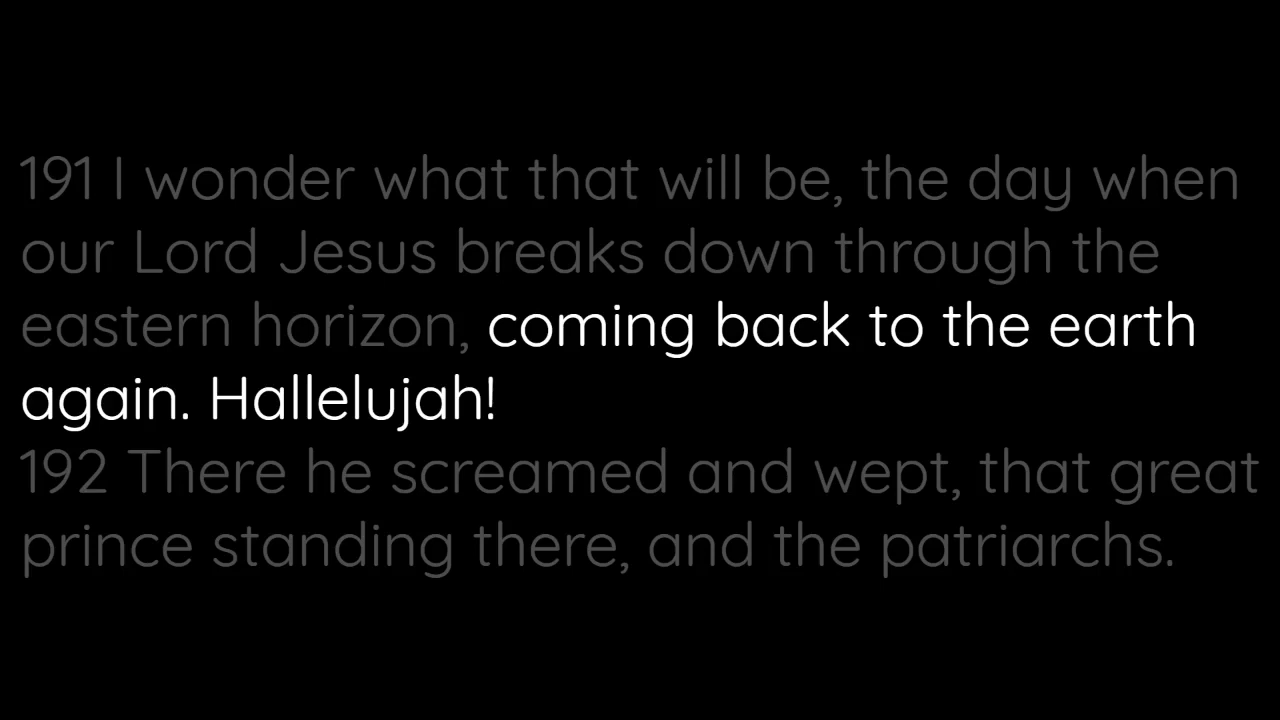 191 I wonder what that will be, the day when
our Lord Jesus breaks down through the
eastern horizon, coming back to the earth
again. Hallelujah!
192 There he screamed and wept, that great
prince standing there, and the patriarchs.